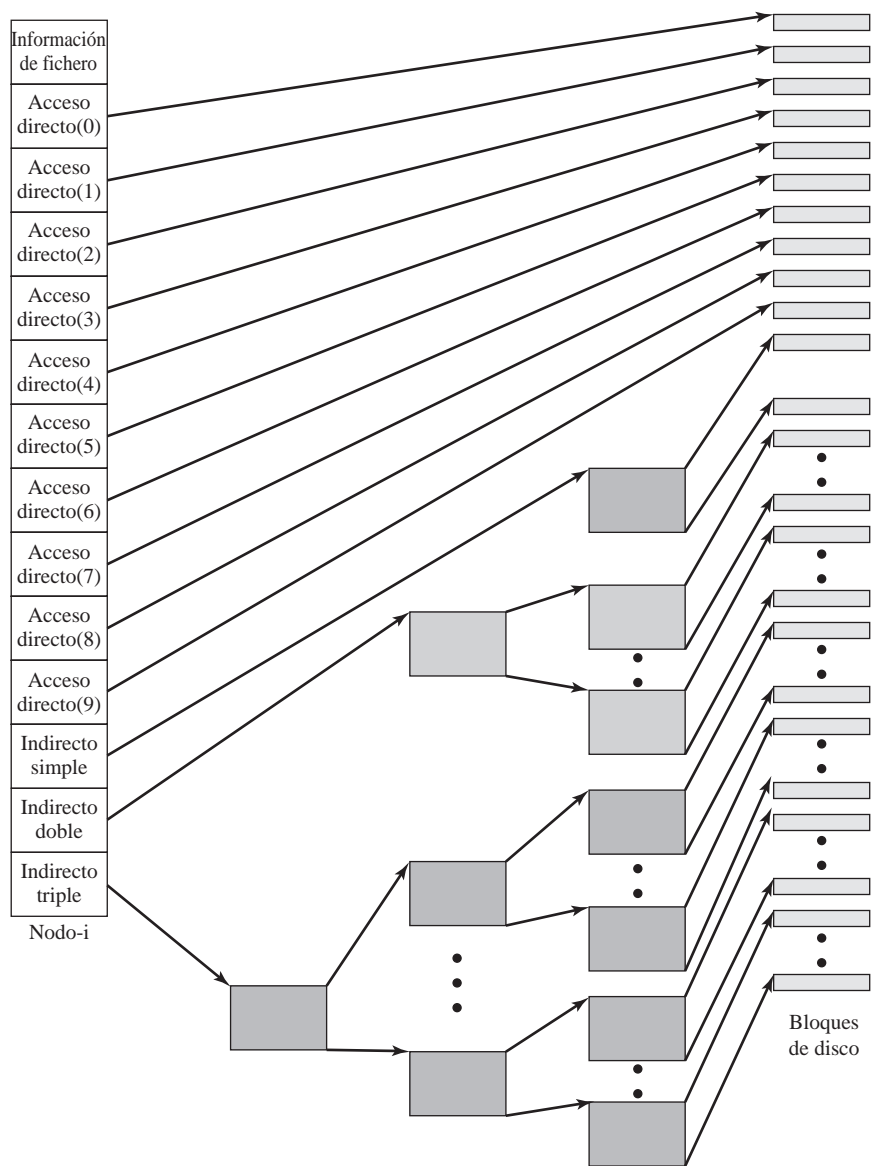 Información
de fichero
Acceso
directo(0)
Acceso
directo(1)
Acceso
directo(2)
Acceso
directo(3)
Acceso
directo(4)
Acceso
directo(5)
Acceso
directo(6)
Acceso
directo(7)
Acceso
directo(8)
Acceso
directo(9)
Indirecto
simple
Indirecto
doble
Indirecto
triple
Nodo-i
Bloques
de disco